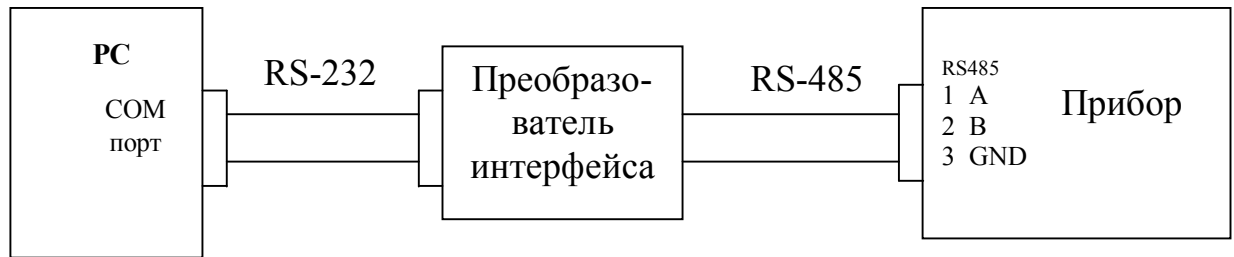 PC
COM
порт
RS-232
Преобразо-
ватель
интерфейса
RS-485
RS485
1 A
2 B
3 GND
Прибор